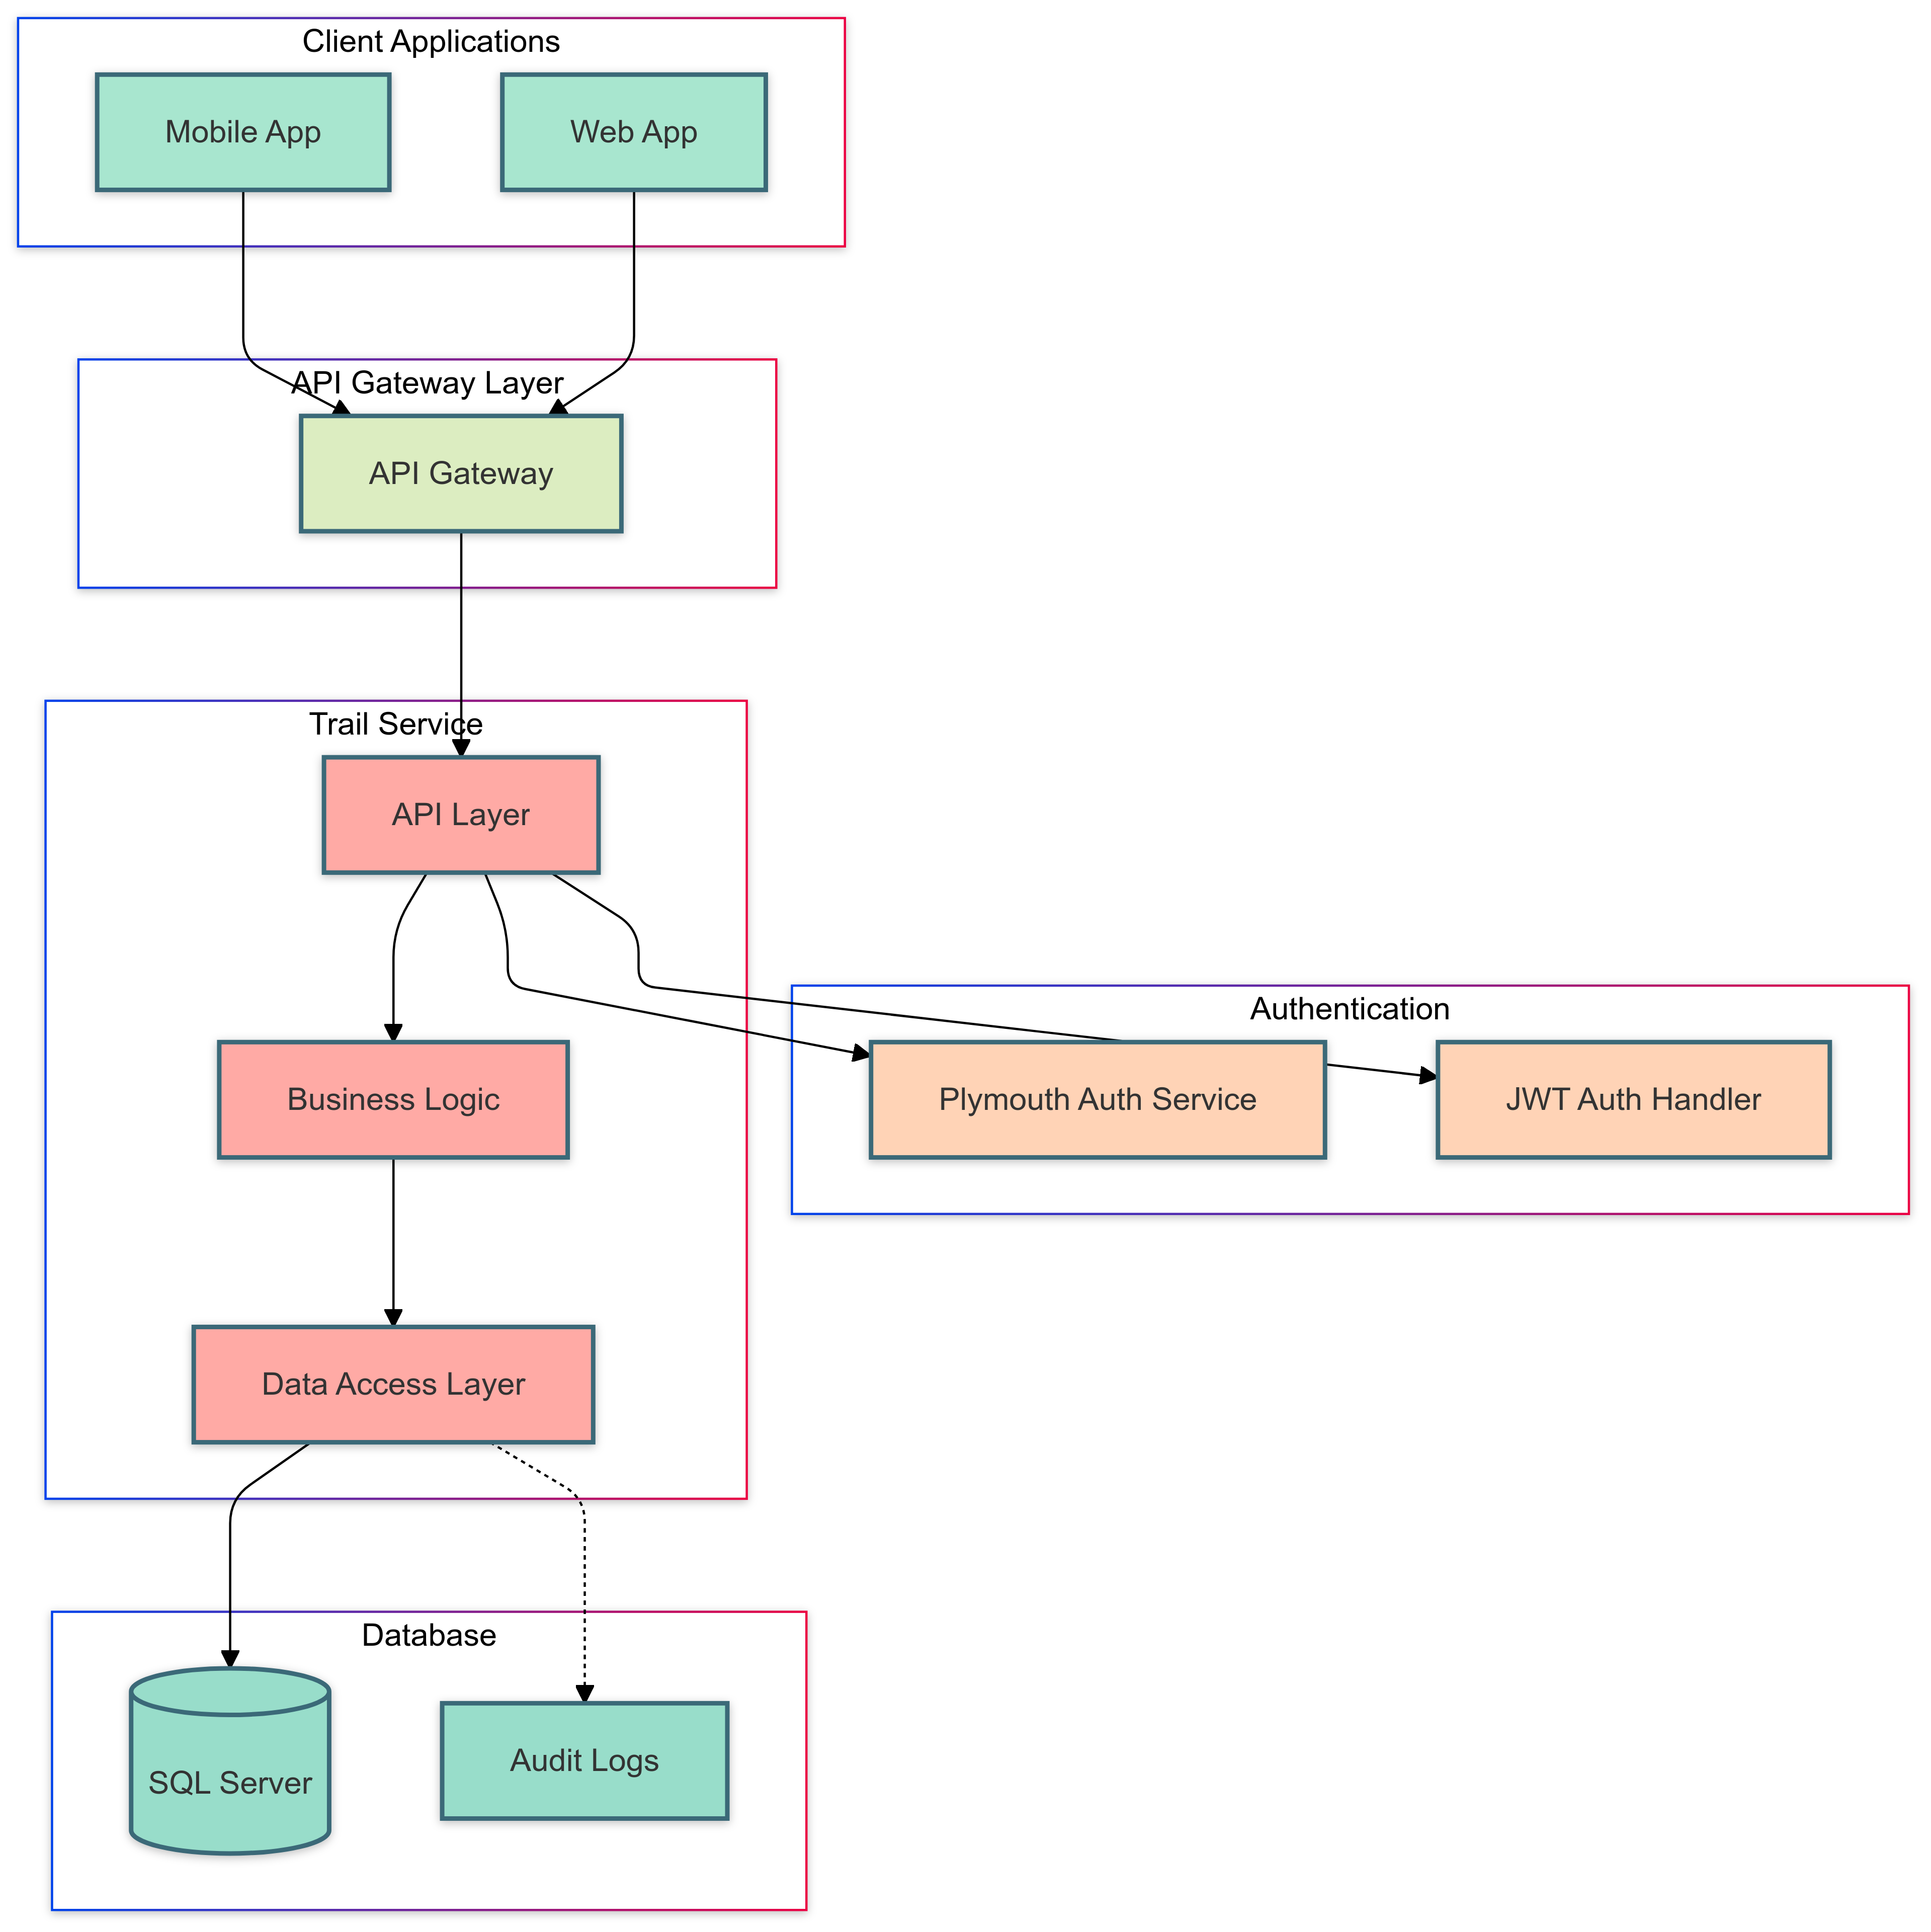 Client Applications
Mobile App
Web App
API Gateway Layer
API Gateway
Trail Service
API Layer
Authentication
Business Logic
Plymouth Auth Service
JWT Auth Handler
Data Access Layer
Database
SQL Server
Audit Logs